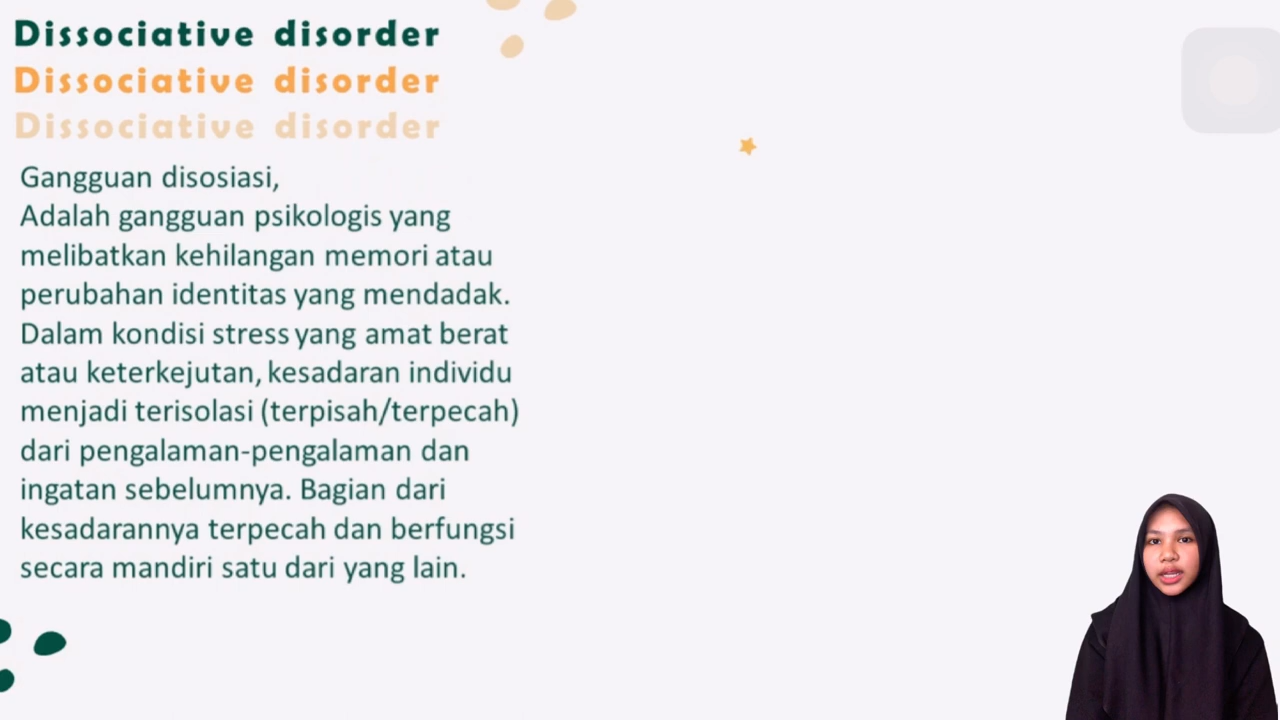 Dissociative disorder
Dissociative disorder
Dissociative disorder
Gangguan disosiasi,
Adalah gangguan psikologis yang
melibatkan kehilangan memori atau
perubahan identitas yang mendadak.
Dalam kondisi stress yang amat berat
atau keterkejutan, kesadaran individu
menjadi terisolasi (terpisah/terpecah)
dari pengalaman-pengalaman dan
ingatan sebelumnya. Bagian dari
kesadarannya terpecah dan berfungsi
secara mandiri satu dari yang lain.